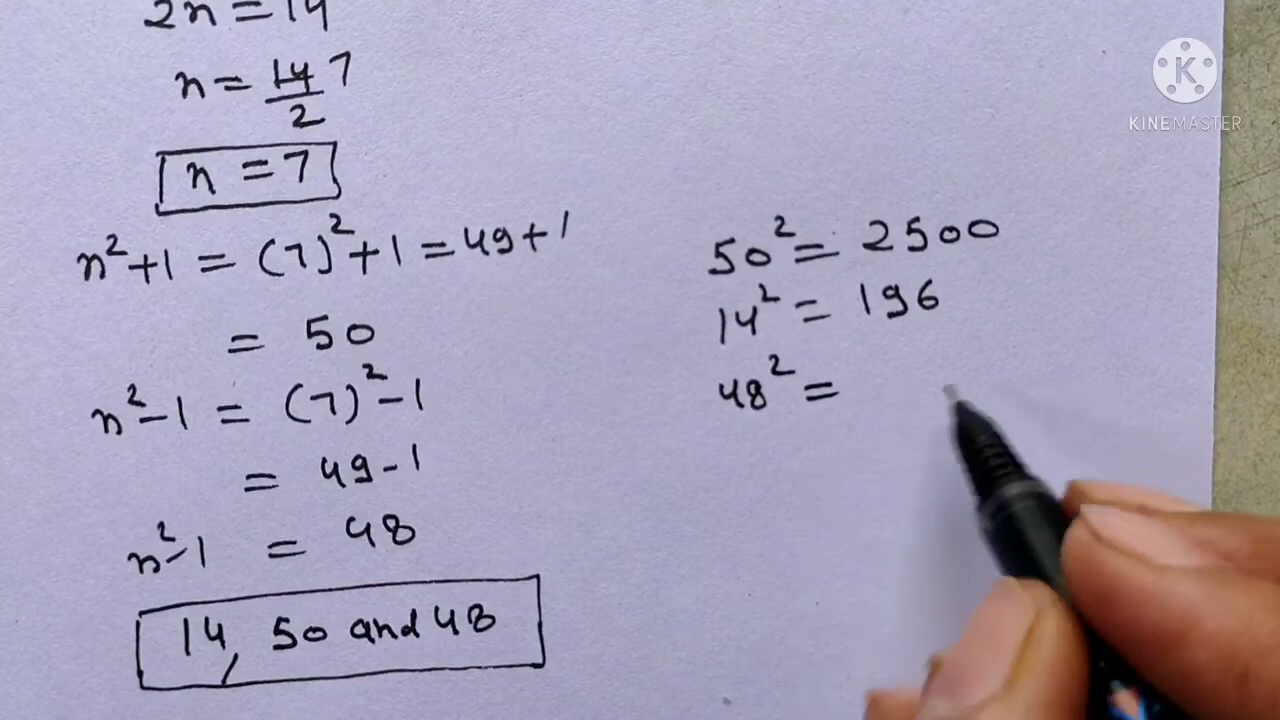 2n = 14
n = 14/2 7
n = 7
n² + 1 = (7)² + 1 = 49 + 1
= 50
n² - 1 = (7)² - 1
= 49 - 1
n² - 1 = 48
14, 50 and 48
50² = 2500
14² = 196
48² =
K
KINEMASTER